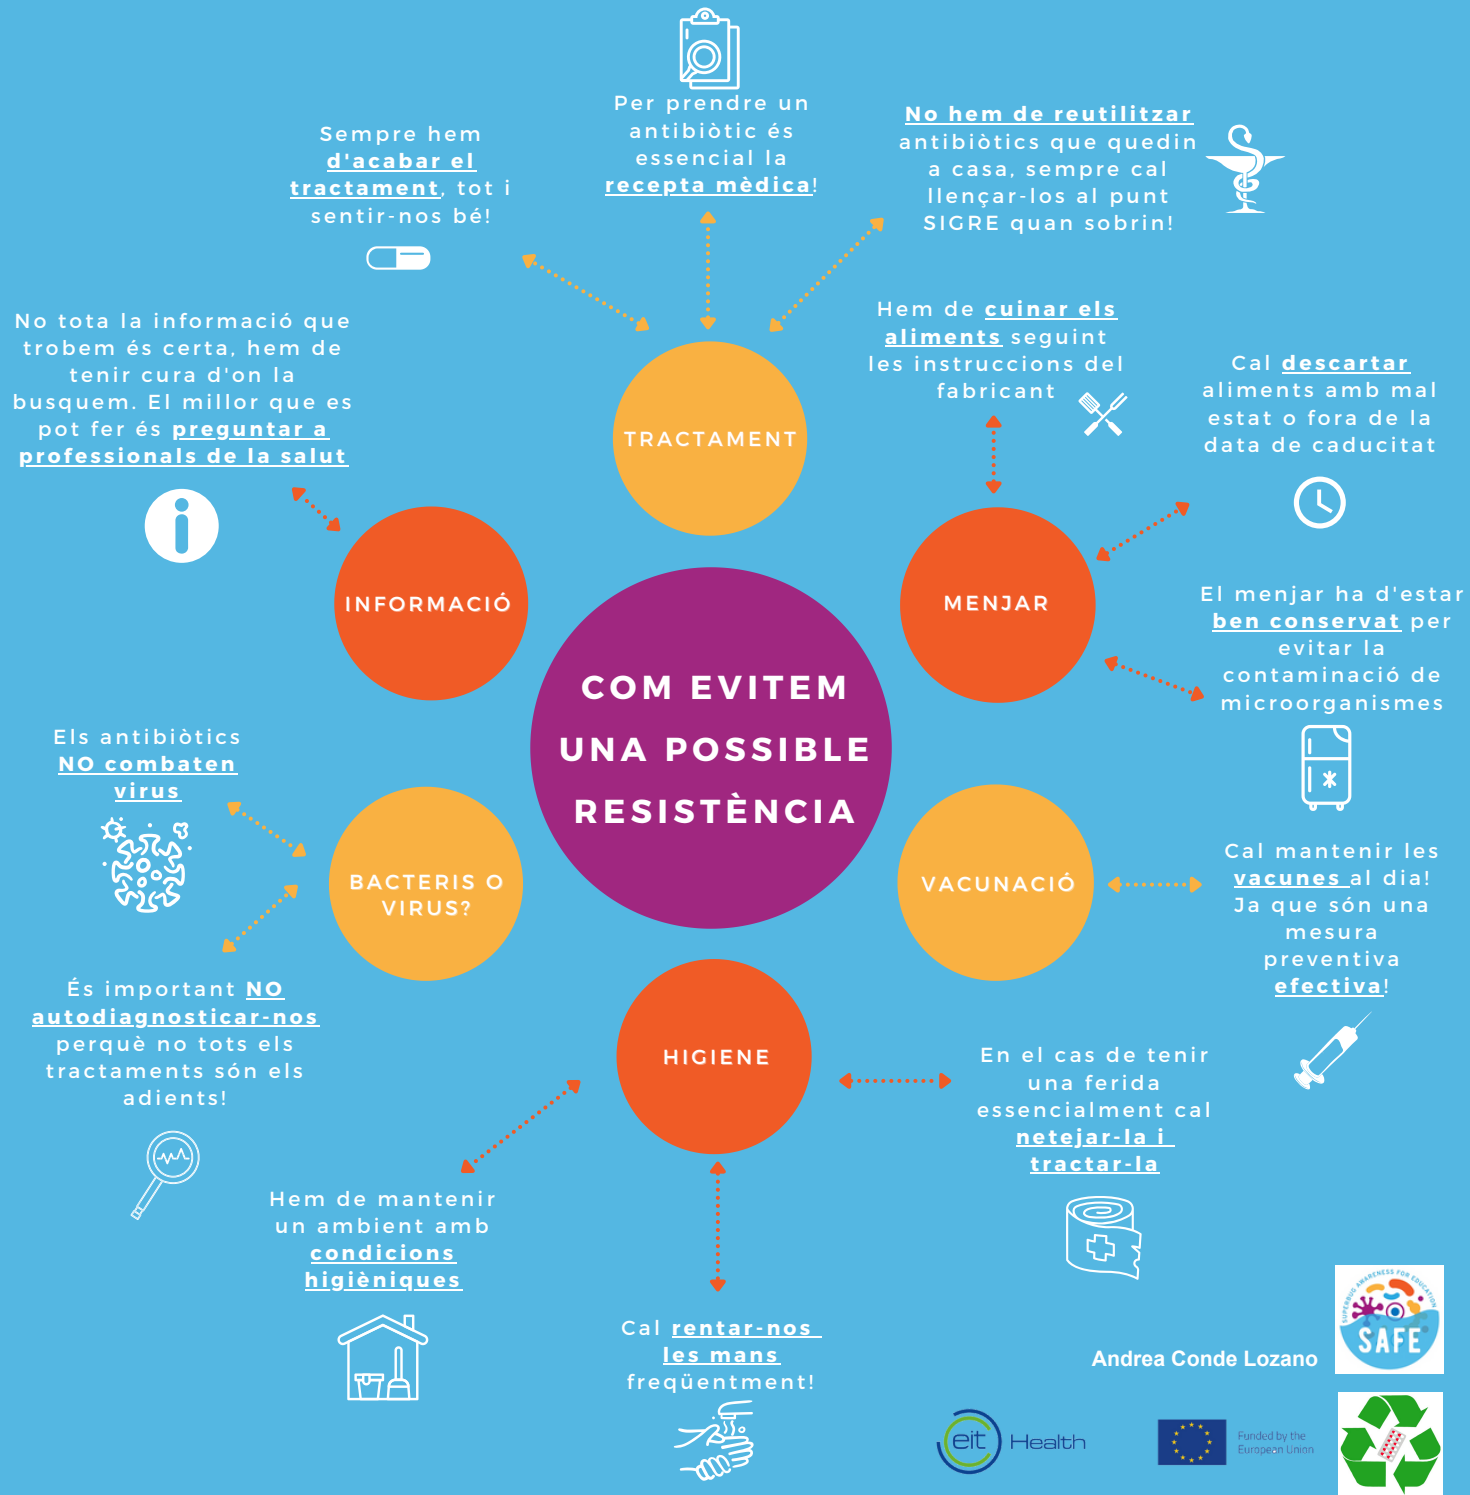 Per prendre un
antibiòtic és
essencial la
recepta mèdica!
Sempre hem
d'acabar el
tractament, tot i
sentir-nos bé!
No hem de reutilitzar
antibiòtics que quedin
a casa, sempre cal
llençar-los al punt
SIGRE quan sobrin!
TRACTAMENT
No tota la informació que
trobem és certa, hem de
tenir cura d'on la
busquem. El millor que es
pot fer és preguntar a
professionals de la salut
INFORMACIÓ
Hem de cuinar els
aliments seguint
les instruccions del
fabricant
Cal descartar
aliments amb mal
estat o fora de la
data de caducitat
MENJAR
El menjar ha d'estar
ben conservat per
evitar la
contaminació de
microorganismes
COM EVITEM
UNA POSSIBLE
RESISTÈNCIA
Els antibiòtics
NO combaten
virus
BACTERIS O
VIRUS?
És important NO
autodiagnosticar-nos
perquè no tots els
tractaments són els
adients!
VACUNACIÓ
Cal mantenir les
vacunes al dia!
Ja que són una
mesura
preventiva
efectiva!
HIGIENE
En el cas de tenir
una ferida
essencialment cal
netejar-la i
tractar-la
Hem de mantenir
un ambient amb
condicions
higièniques
Cal rentar-nos
les mans
freqüentment!
SUPERBUG AWARENESS FOR EDUCATION
SAFE
Andrea Conde Lozano
eit Health
Funded by the
European Union